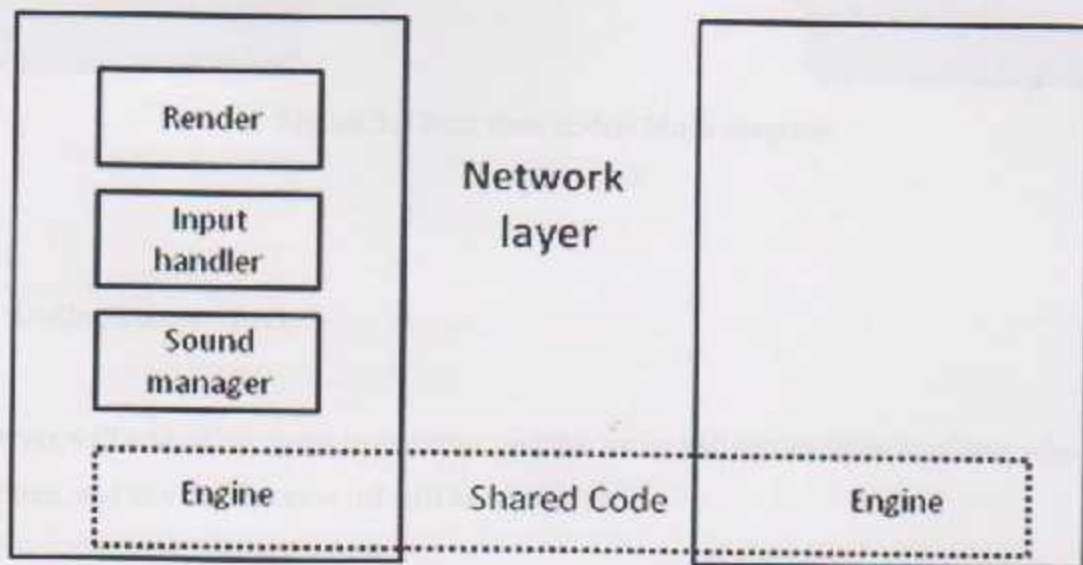 Render
Input
handler
Sound
manager
Engine
Network
layer
Shared Code
Engine